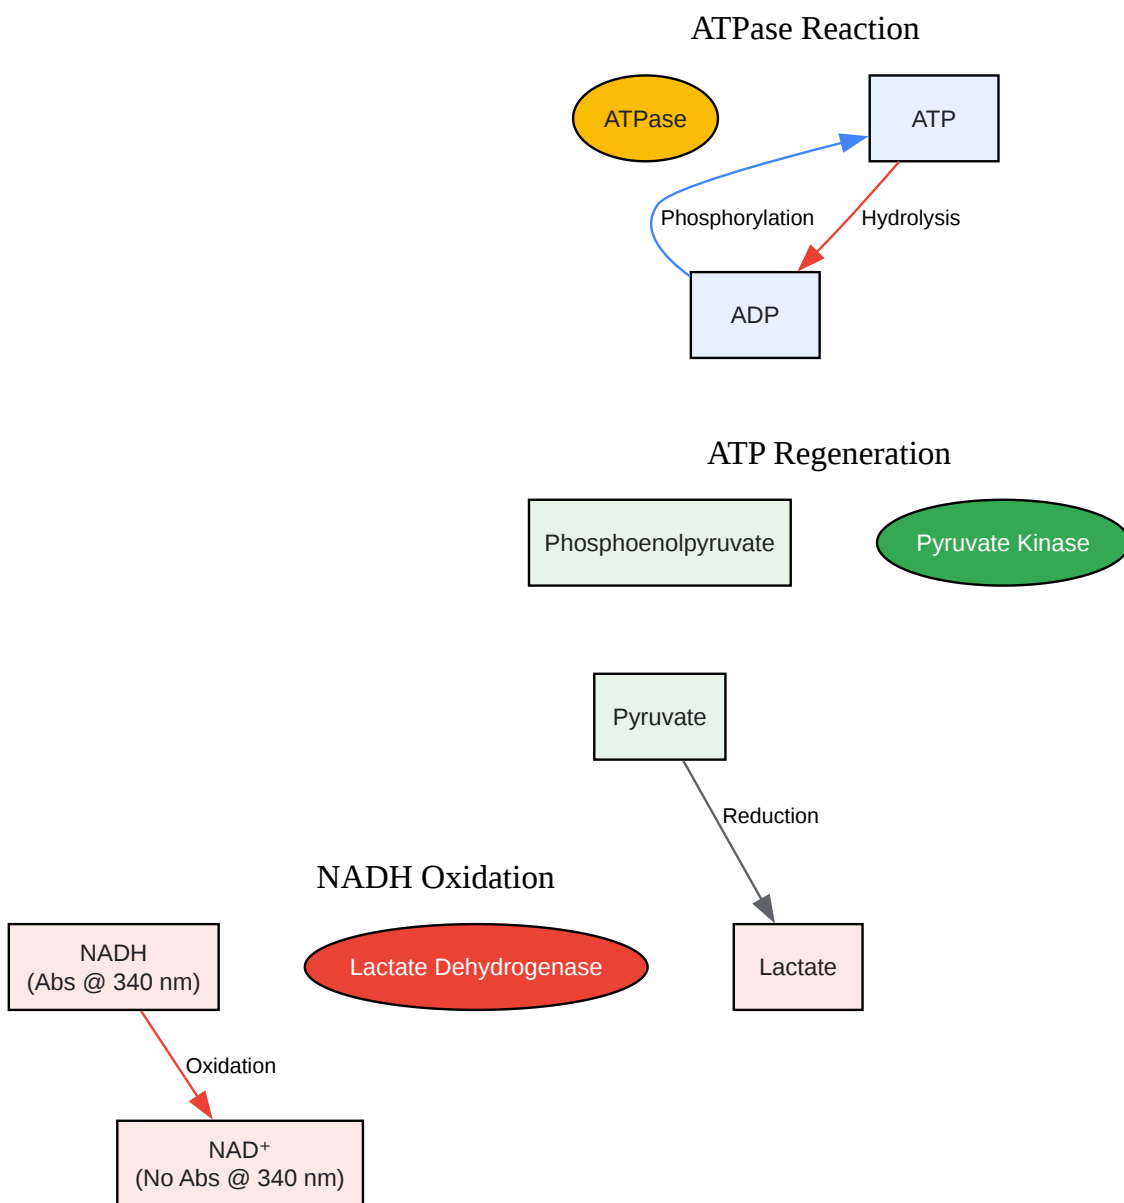 ATPase Reaction
ATPase
ATP
Phosphorylation
Hydrolysis
ADP
ATP Regeneration
Phosphoenolpyruvate
Pyruvate Kinase
Pyruvate
Reduction
NADH Oxidation
NADH
(Abs @ 340 nm)
Lactate Dehydrogenase
Lactate
Oxidation
NAD⁺
(No Abs @ 340 nm)